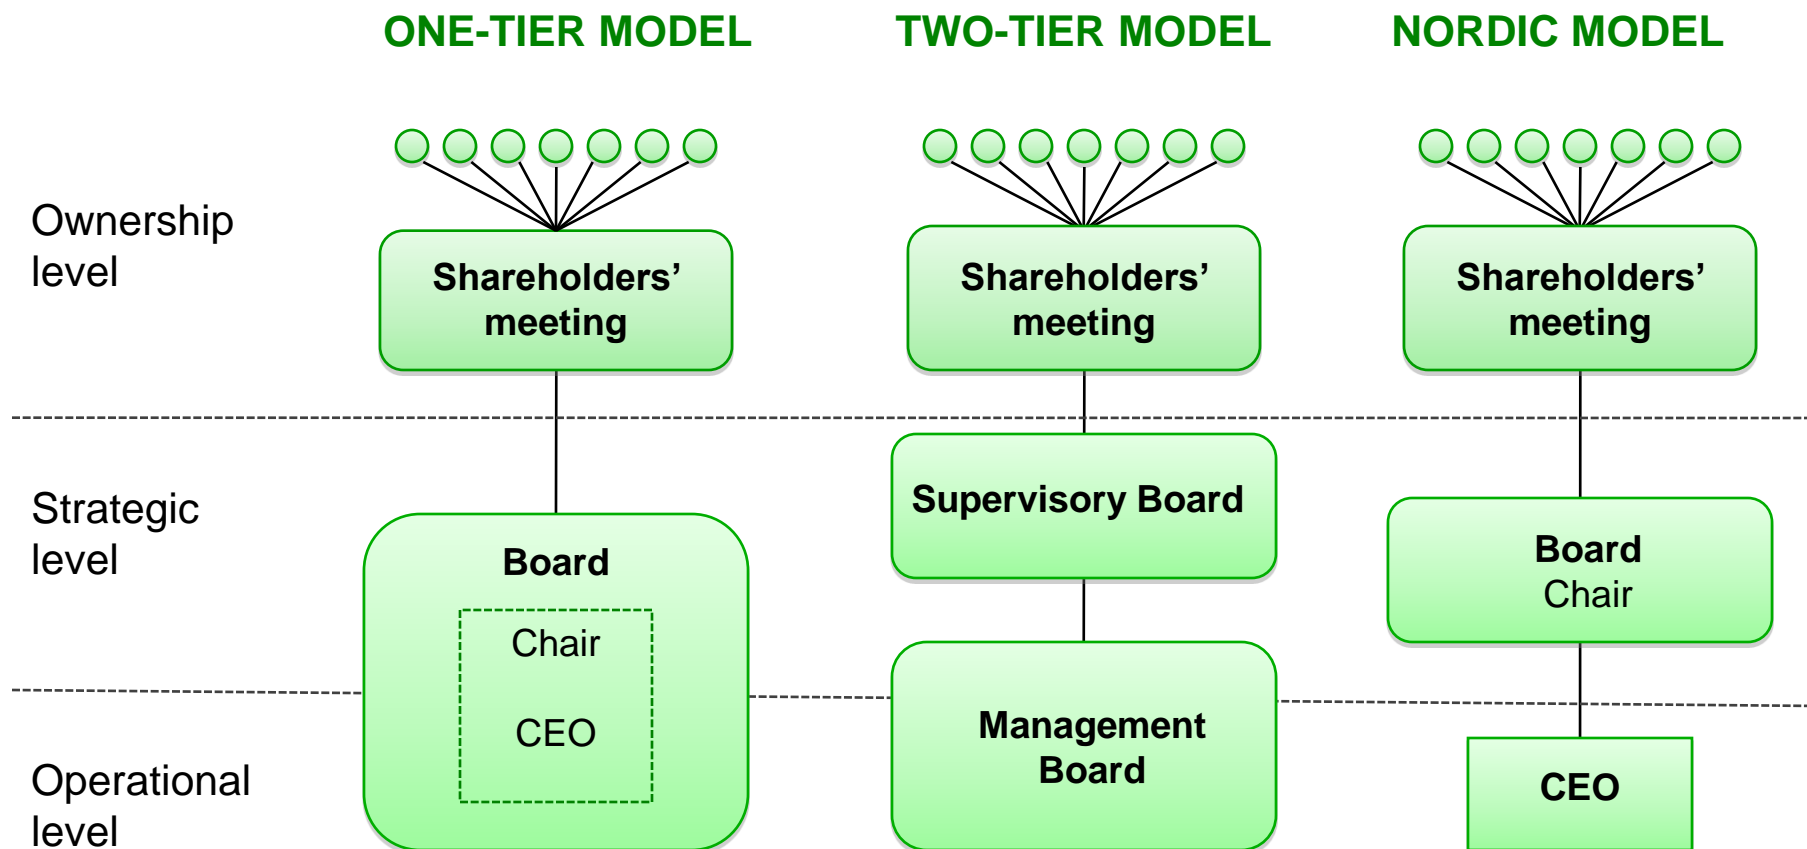 ONE-TIER MODEL
TWO-TIER MODEL
NORDIC MODEL
Ownership
level
Shareholders’
meeting
Shareholders’
meeting
Shareholders’
meeting
Strategic
level
Board
Chair
CEO
Supervisory Board
Management
Board
Board
Chair
CEO
Operational
level